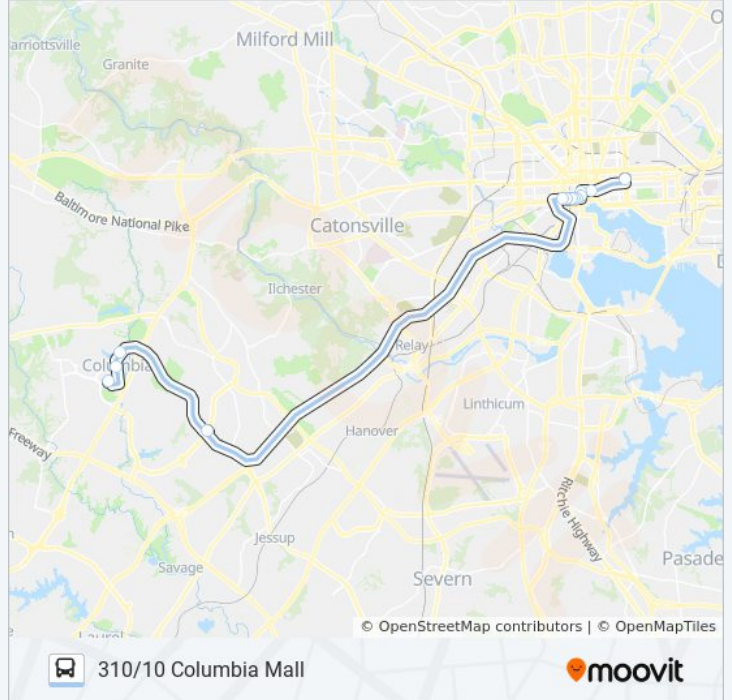 Milford Mill
arriottsville
Granite
Baltimore National Pike
Catonsville
Ilchester
Columbia
Relay
Linthicum
Freeway
Hanover
Ritchie Highway
Jessup
Pasade
Savage
Severn
Laurel
© OpenStreetMap contributors | © OpenMapTiles
310/10 Columbia Mall
moovit